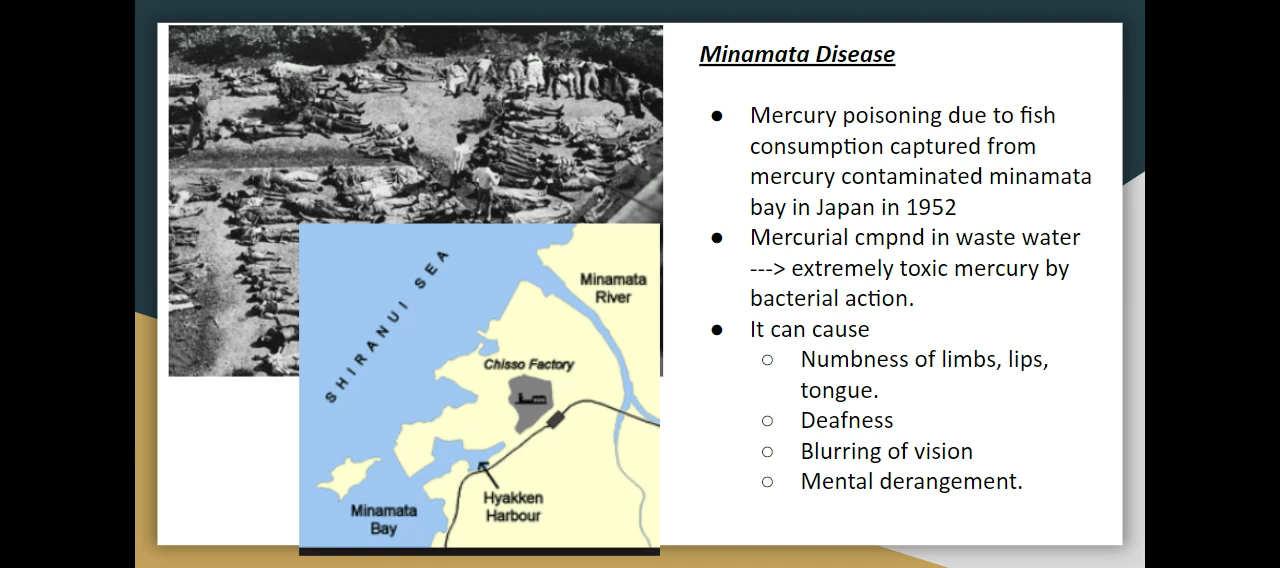 Minamata Disease
● Mercury poisoning due to fish
consumption captured from
mercury contaminated minamata
bay in Japan in 1952
● Mercurial cmpnd in waste water
---> extremely toxic mercury by
bacterial action.
● It can cause
○ Numbness of limbs, lips,
tongue.
○ Deafness
○ Blurring of vision
○ Mental derangement.
SHIRANUI SEA
Minamata
River
Chisso Factory
Hyakken
Harbour
Minamata
Bay